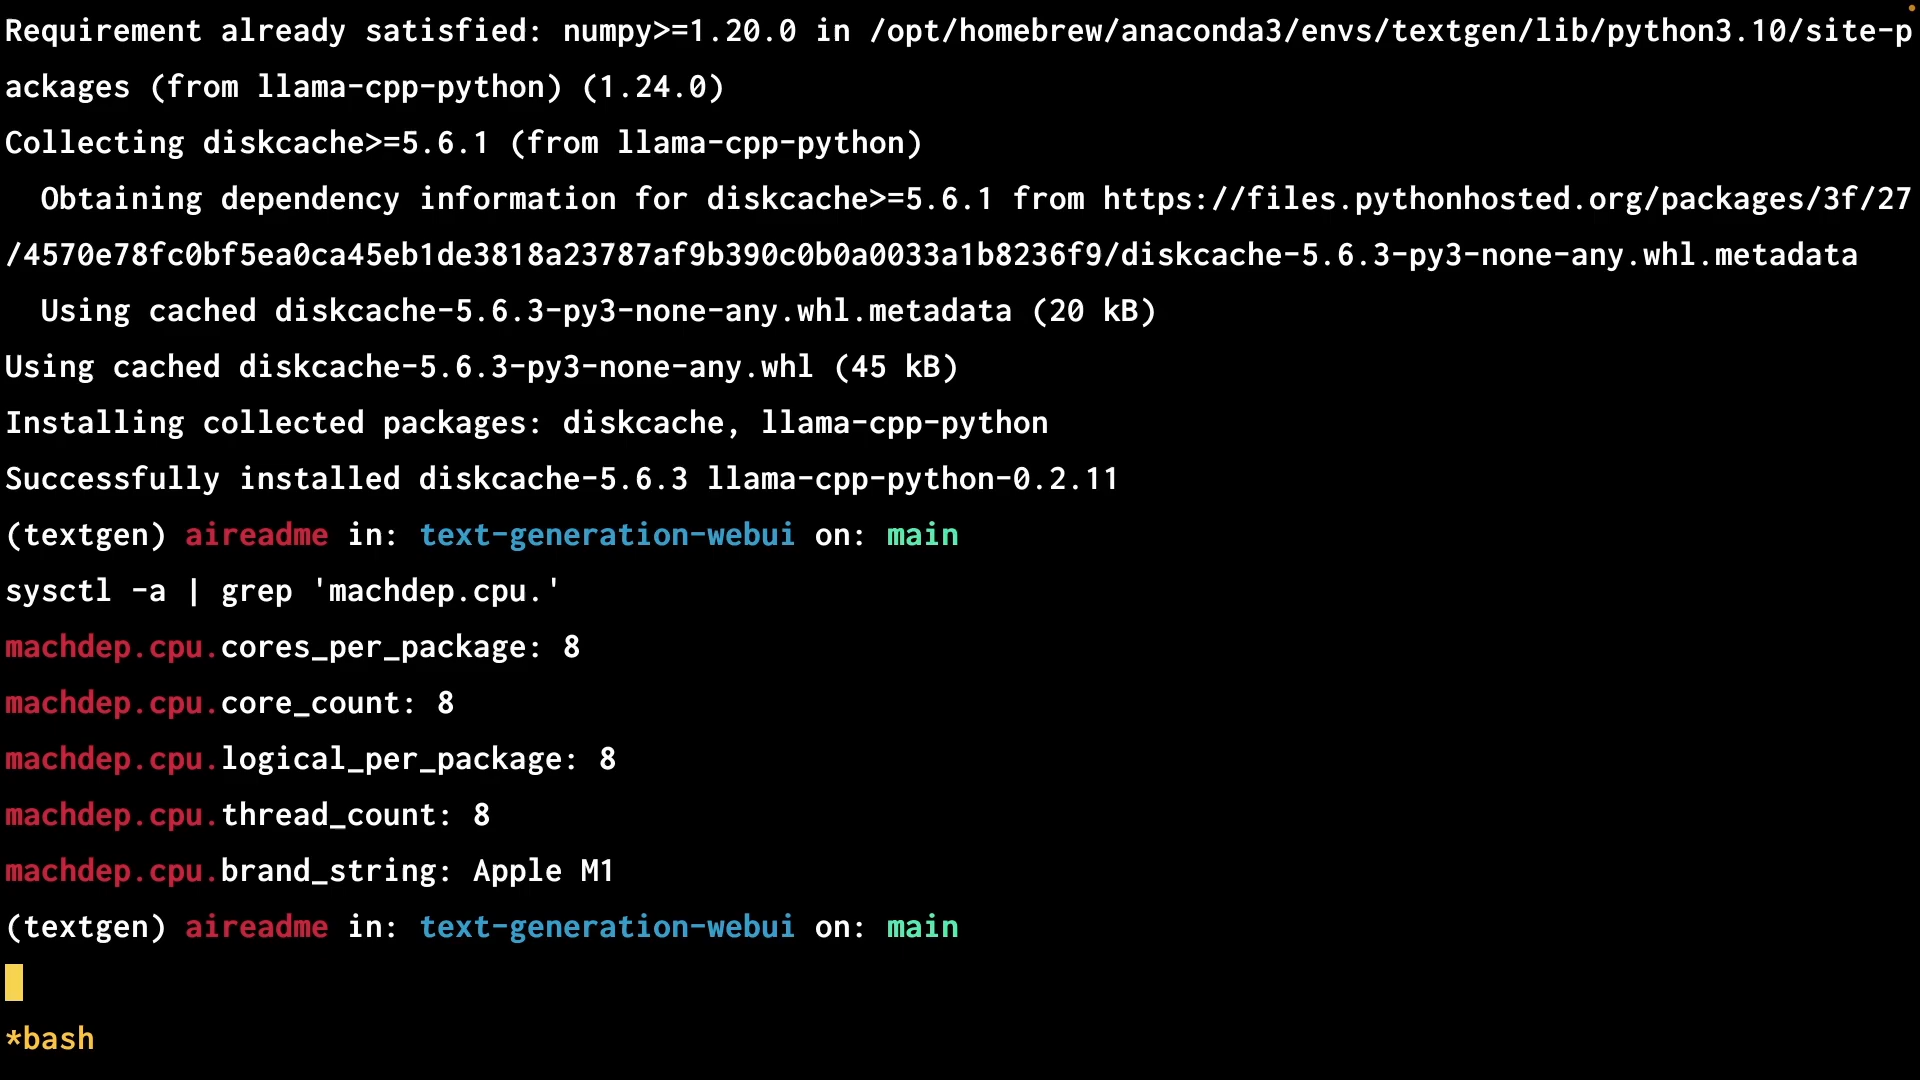 Requirement already satisfied: numpy>=1.20.0 in /opt/homebrew/anaconda3/envs/textgen/lib/python3.10/site-p
ackages (from llama-cpp-python) (1.24.0)
Collecting diskcache>=5.6.1 (from llama-cpp-python)
  Obtaining dependency information for diskcache>=5.6.1 from https://files.pythonhosted.org/packages/3f/27
/4570e78fc0bf5ea0ca45eb1de3818a23787af9b390c0b0a0033a1b8236f9/diskcache-5.6.3-py3-none-any.whl.metadata
  Using cached diskcache-5.6.3-py3-none-any.whl.metadata (20 kB)
Using cached diskcache-5.6.3-py3-none-any.whl (45 kB)
Installing collected packages: diskcache, llama-cpp-python
Successfully installed diskcache-5.6.3 llama-cpp-python-0.2.11
(textgen) aireadme in: text-generation-webui on: main
sysctl -a | grep 'machdep.cpu.'
machdep.cpu.cores_per_package: 8
machdep.cpu.core_count: 8
machdep.cpu.logical_per_package: 8
machdep.cpu.thread_count: 8
machdep.cpu.brand_string: Apple M1
(textgen) aireadme in: text-generation-webui on: main
*bash